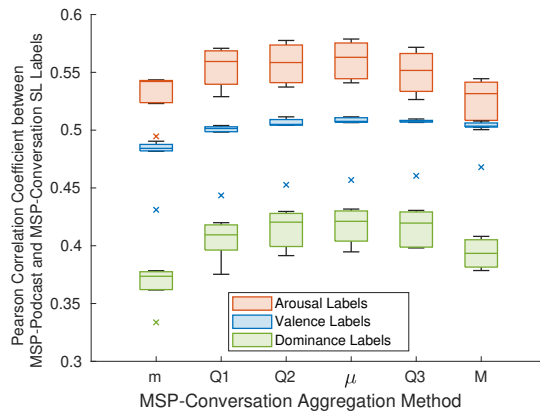 Pearson Correlation Coefficient between
MSP-Podcast and MSP-Conversation SL Labels
0.6
0.55
0.5
0.45
0.4
0.35
0.3
Arousal Labels
Valence Labels
Dominance Labels
m Q1 Q2 μ Q3 M
MSP-Conversation Aggregation Method